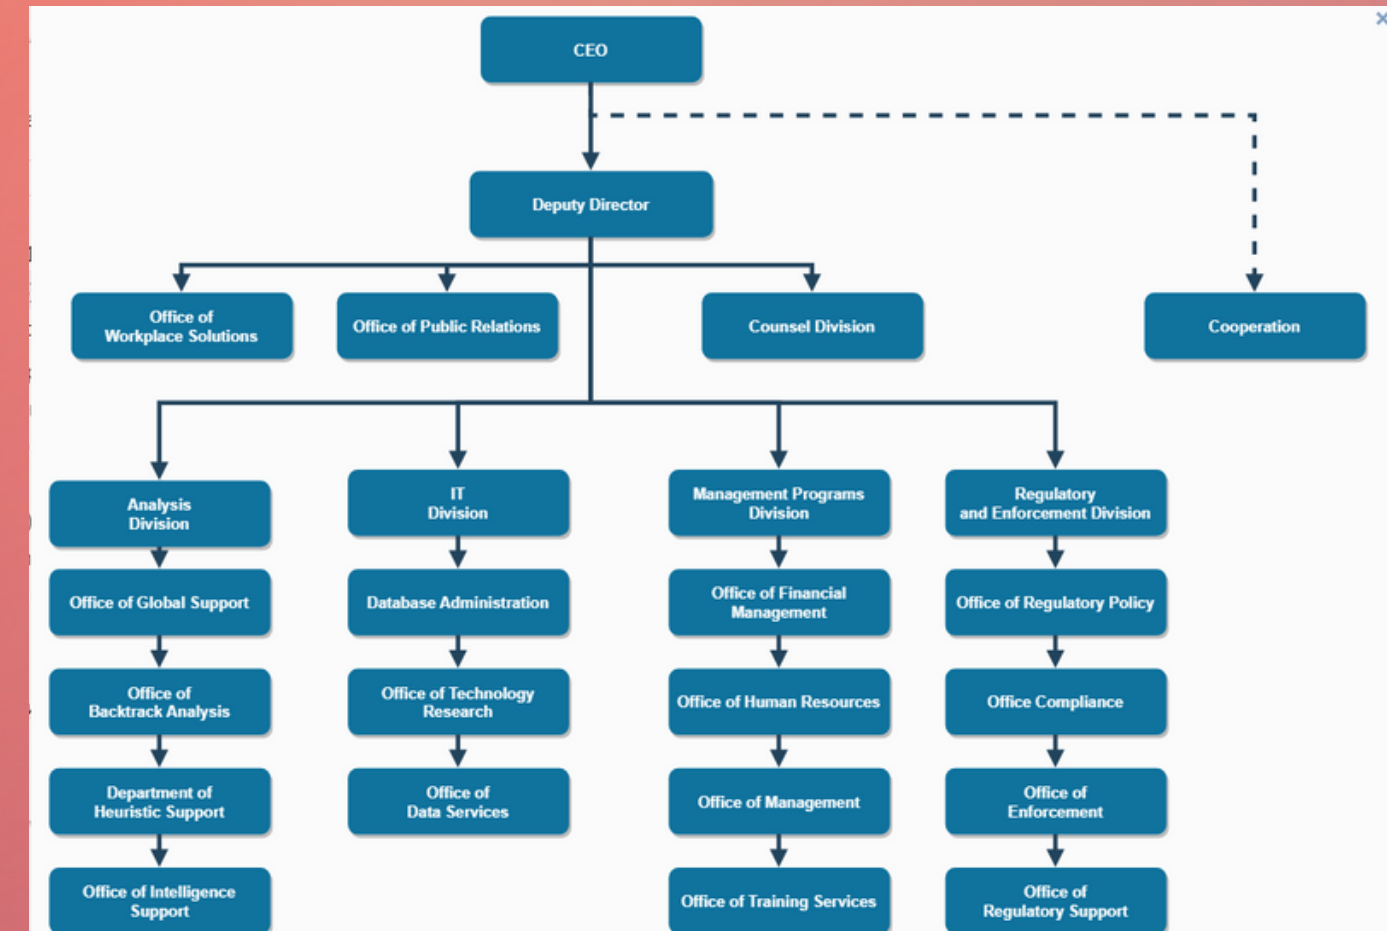 CEO
Deputy Director
Office of
Workplace Solutions
Office of Public Relations
Counsel Division
Cooperation
Analysis
Division
IT
Division
Management Programs
Division
Regulatory
and Enforcement Division
Office of Global Support
Database Administration
Office of Financial
Management
Office of Regulatory Policy
Office of
Backtrack Analysis
Office of Technology
Research
Office of Human Resources
Office Compliance
Department of
Heuristic Support
Office of
Data Services
Office of Management
Office of
Enforcement
Office of Intelligence
Support
Office of Training Services
Office of
Regulatory Support